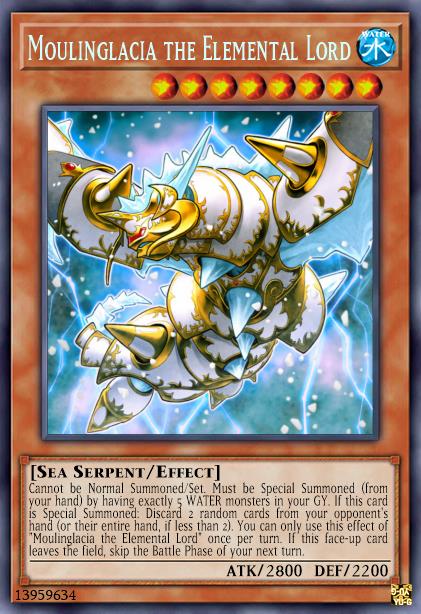 Moulinglacia the Elemental Lord
WATER
水
[Sea Serpent/Effect]
Cannot be Normal Summoned/Set. Must be Special Summoned (from
your hand) by having exactly 5 WATER monsters in your GY. If this card
is Special Summoned: Discard 2 random cards from your opponent's
hand (or their entire hand, if less than 2). You can only use this effect of
"Moulinglacia the Elemental Lord" once per turn. If this face-up card
leaves the field, skip the Battle Phase of your next turn.
ATK/2800 DEF/2200
13959634